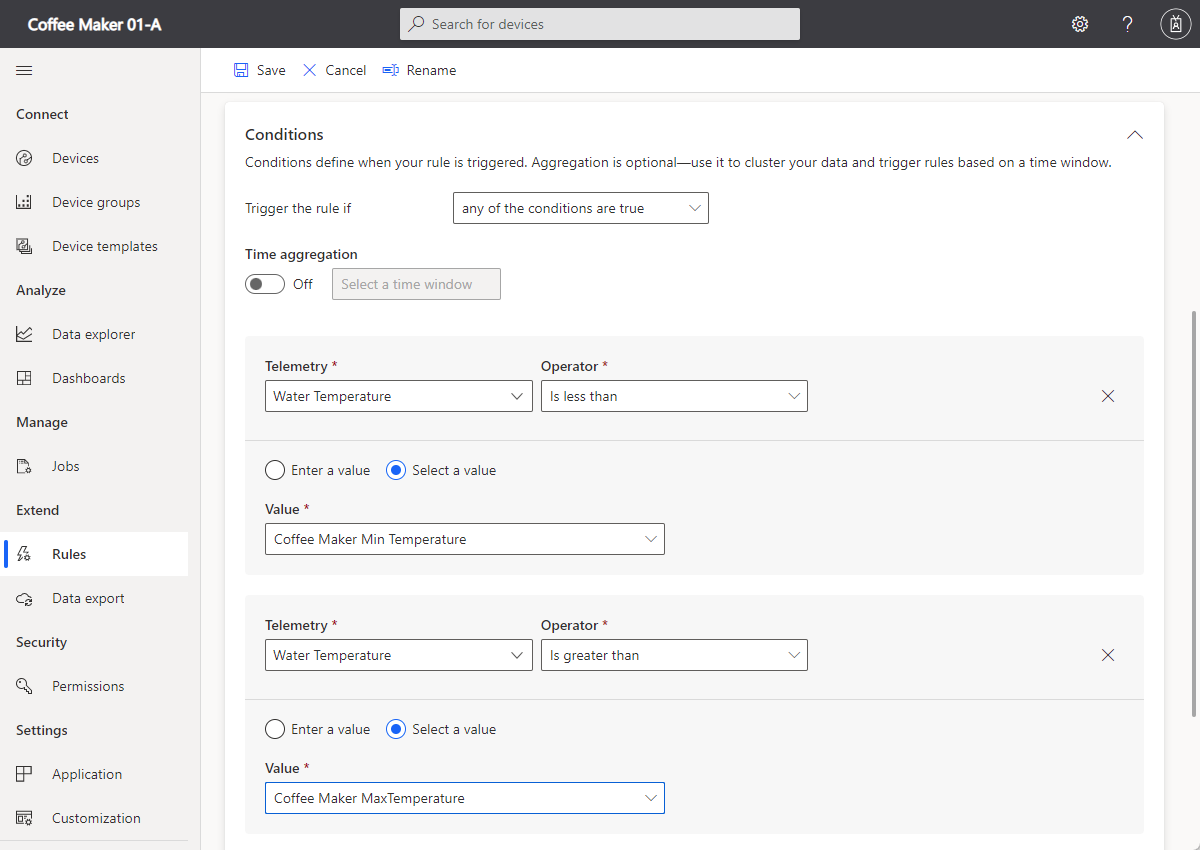 Coffee Maker 01-A
Search for devices
?
Save
Cancel
Rename
Connect
Devices
Device groups
Device templates
Analyze
Data explorer
Dashboards
Manage
Jobs
Extend
Rules
Data export
Security
Permissions
Settings
Application
Customization
Conditions
Conditions define when your rule is triggered. Aggregation is optional—use it to cluster your data and trigger rules based on a time window.
Trigger the rule if
any of the conditions are true
Time aggregation
Off
Select a time window
Telemetry *
Operator *
Water Temperature
Is less than
Enter a value
Select a value
Value *
Coffee Maker Min Temperature
Telemetry *
Operator *
Water Temperature
Is greater than
Enter a value
Select a value
Value *
Coffee Maker MaxTemperature